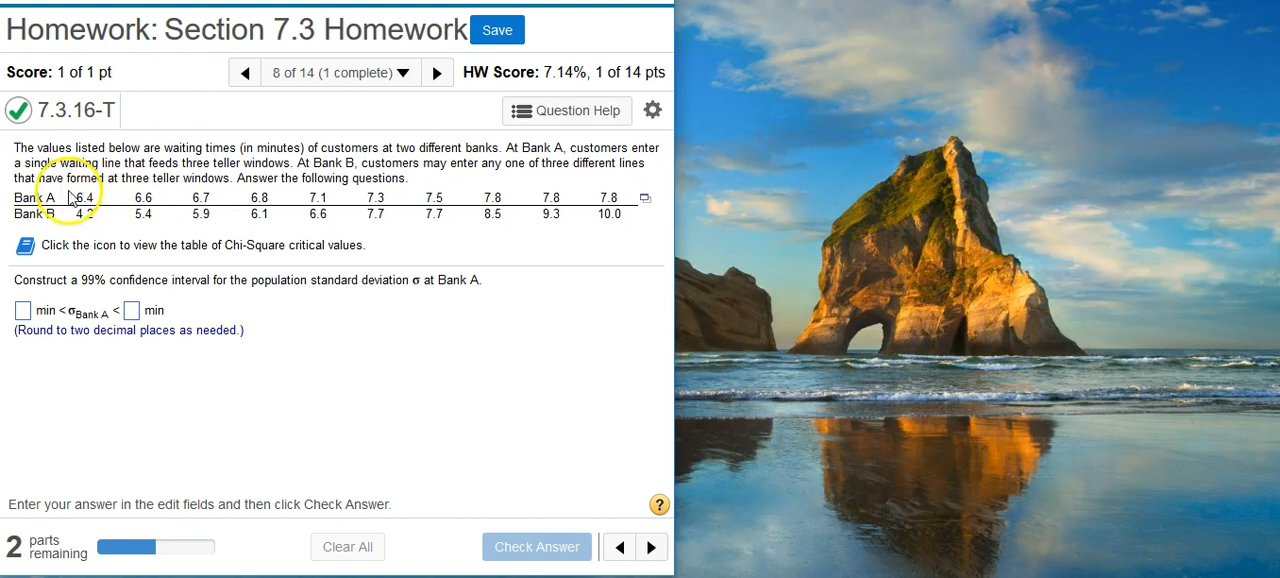 Homework: Section 7.3 Homework Save
Score: 1 of 1 pt 8 of 14 (1 complete) HW Score: 7.14%, 1 of 14 pts
7.3.16-T Question Help
The values listed below are waiting times (in minutes) of customers at two different banks. At Bank A, customers enter
a single waiting line that feeds three teller windows. At Bank B, customers may enter any one of three different lines
that have formed at three teller windows. Answer the following questions.
Bank A 6.4 6.6 6.7 6.8 7.1 7.3 7.5 7.8 7.8 7.8
Bank B 4.2 5.4 5.9 6.1 6.6 7.7 7.7 8.5 9.3 10.0
Click the icon to view the table of Chi-Square critical values.
Construct a 99% confidence interval for the population standard deviation σ at Bank A.
min < σBank A < min
(Round to two decimal places as needed.)
Enter your answer in the edit fields and then click Check Answer. ?
2 parts remaining Clear All Check Answer